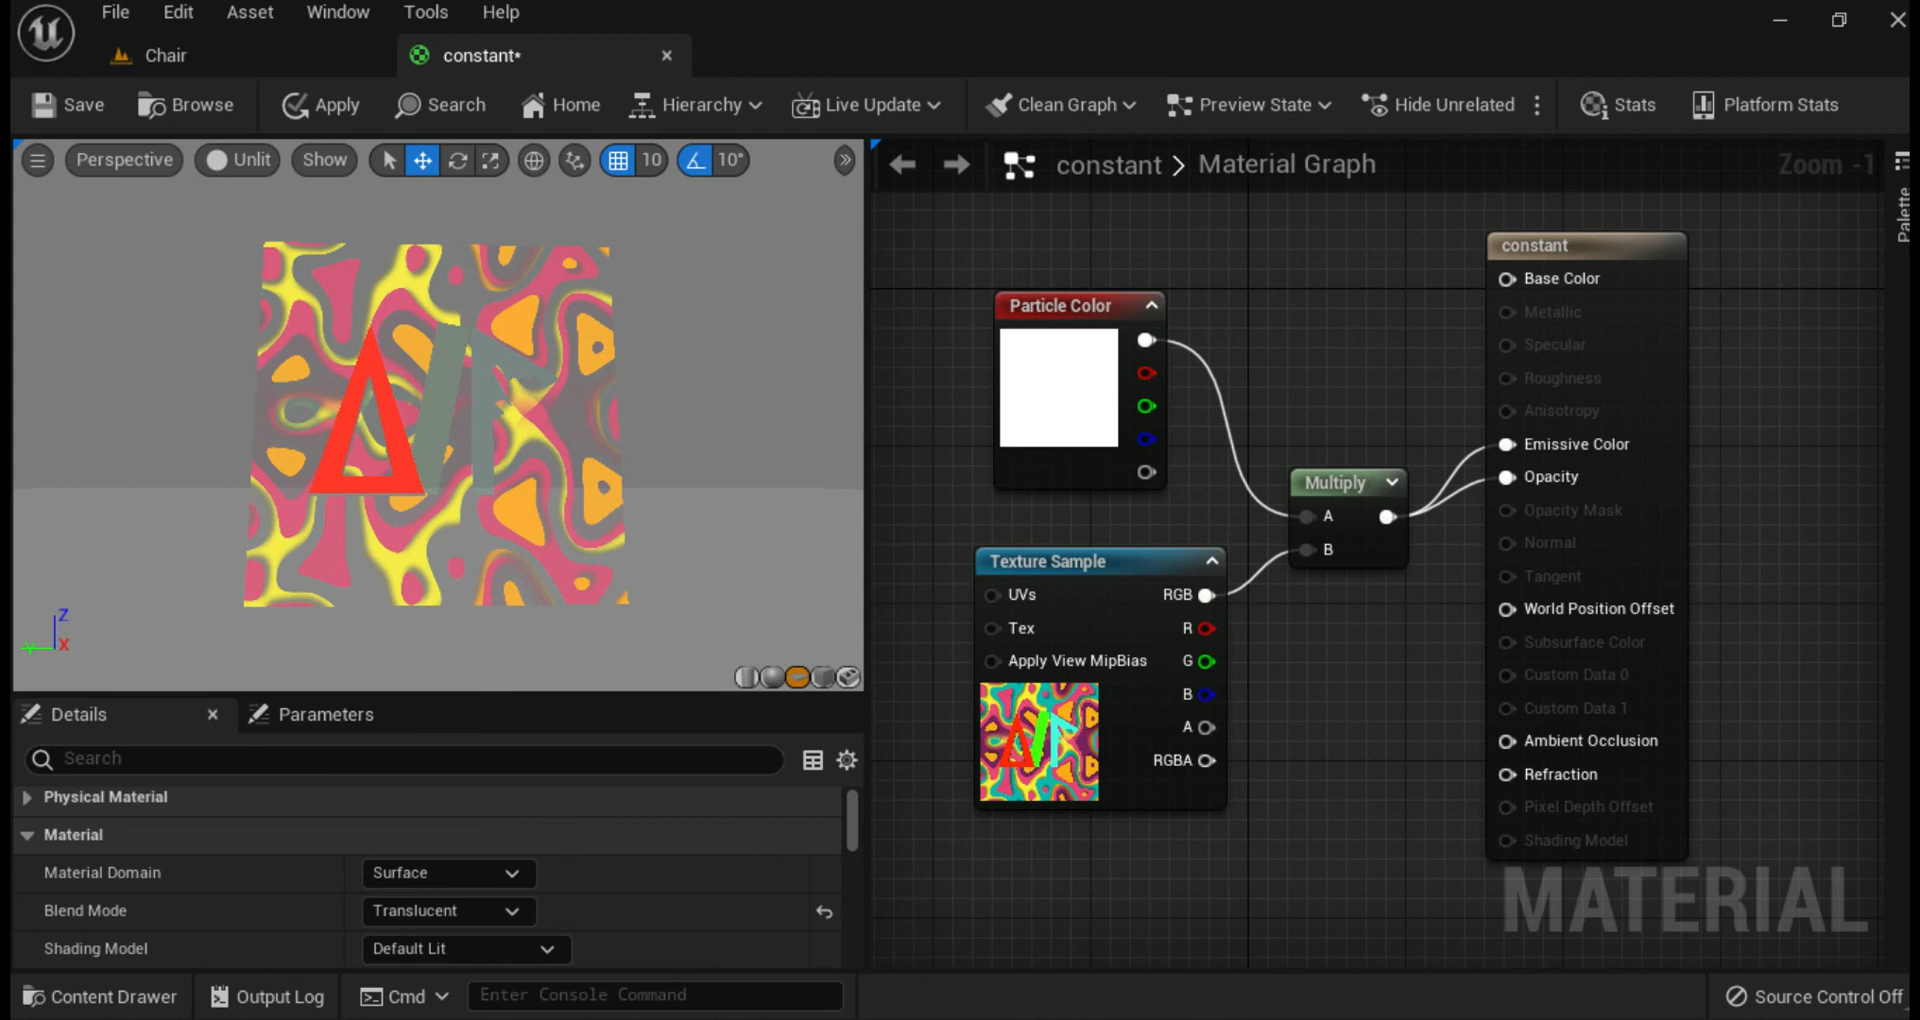 File Edit Asset Window Tools Help
Chair constant*
Save Browse Apply Search Home Hierarchy Live Update Clean Graph Preview State Hide Unrelated Stats Platform Stats
Perspective Unlit Show 10 10°
constant > Material Graph Zoom -1
Palette
constant
Base Color
Metallic
Specular
Roughness
Anisotropy
Emissive Color
Opacity
Opacity Mask
Normal
Tangent
World Position Offset
Subsurface Color
Custom Data 0
Custom Data 1
Ambient Occlusion
Refraction
Pixel Depth Offset
Shading Model
Particle Color
Multiply
A
B
Texture Sample
UVs RGB
Tex R
Apply View MipBias G
B
A
RGBA
MATERIAL
Z
Y X
Details Parameters
Search
Physical Material
Material
Material Domain Surface
Blend Mode Translucent
Shading Model Default Lit
Content Drawer Output Log Cmd Enter Console Command Source Control Off